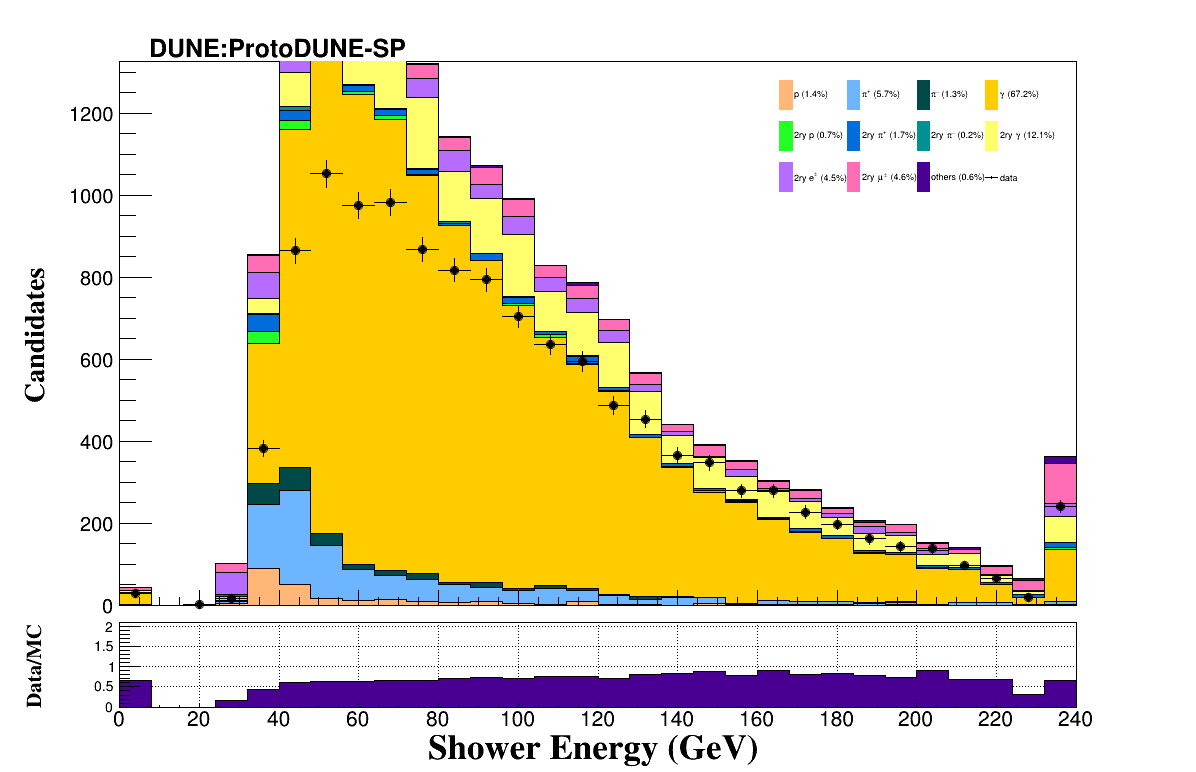 DUNE:ProtoDUNE-SP
p (1.4%) π⁺ (5.7%) π⁻ (1.3%) γ (67.2%)
2ry p (0.7%) 2ry π⁺ (1.7%) 2ry π⁻ (0.2%) 2ry γ (12.1%)
2ry e± (4.5%) 2ry μ± (4.6%) others (0.6%) data
Candidates
1200
1000
800
600
400
200
0
Data/MC
2
1.5
1
0.5
0
0 20 40 60 80 100 120 140 160 180 200 220 240
Shower Energy (GeV)